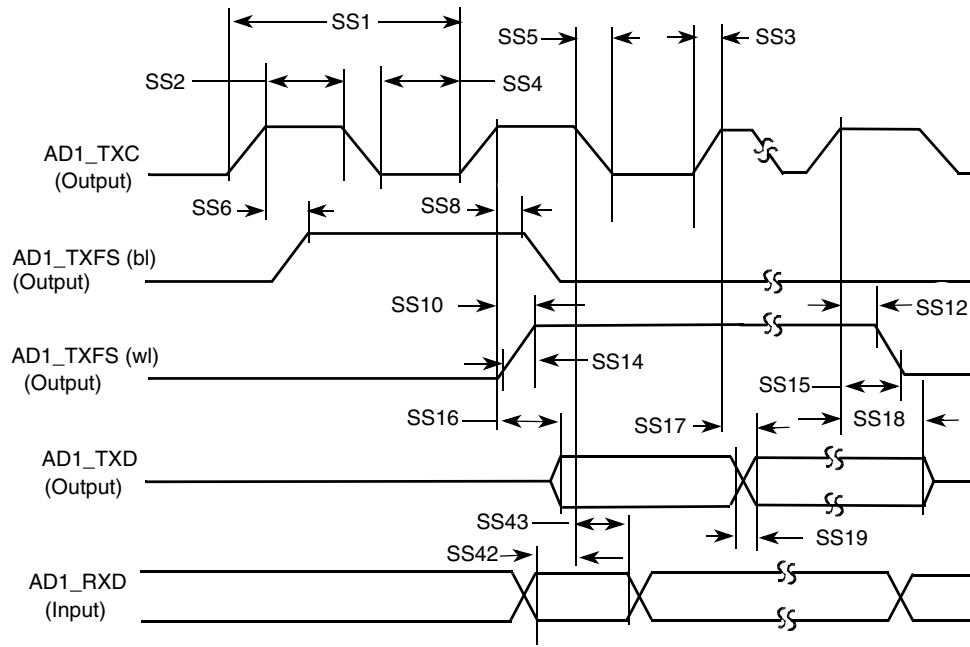 SS1
SS5
SS3
SS2
SS4
AD1_TXC
(Output)
SS6
SS8
AD1_TXFS (bl)
(Output)
SS10
SS12
AD1_TXFS (wl)
(Output)
SS14
SS15
SS16
SS17
SS18
AD1_TXD
(Output)
SS43
SS19
SS42
AD1_RXD
(Input)